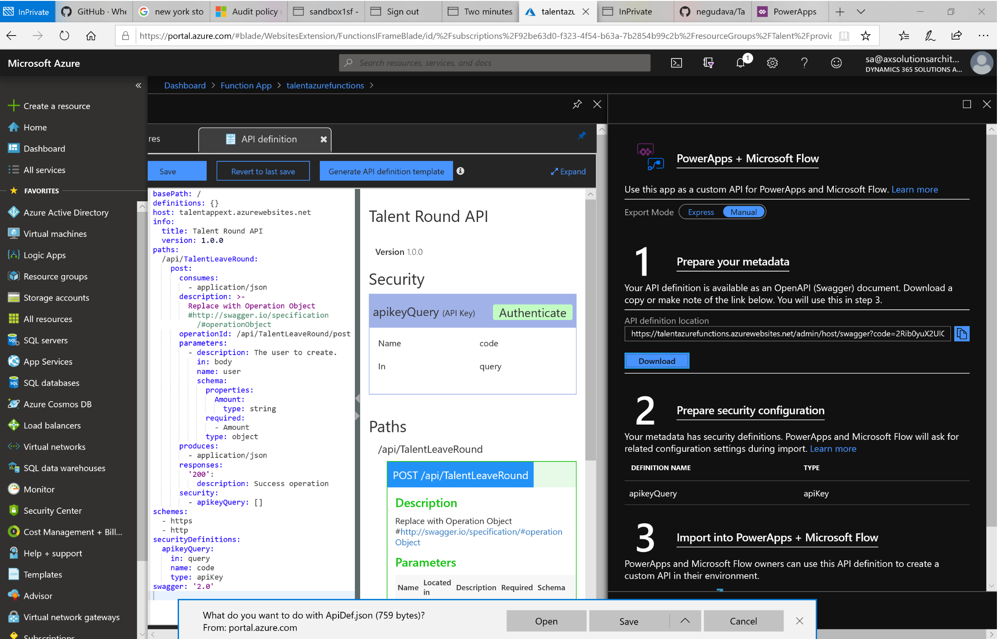 InPrivate
GitHub · Whe
new york sto
Audit policy
sandbox1sf -
Sign out
Two minutes
talentazu
InPrivate
negudava/Ta
PowerApps
https://portal.azure.com/#blade/WebsitesExtension/FunctionsIFrameBlade/id/%2Fsubscriptions%2F92be63d0-f323-4f54-b63a-7b2854b99c2b%2FresourceGroups%2FTalent%2Fprovic
Microsoft Azure
Search resources, services, and docs
1
sa@axsolutionsarchit...
DYNAMICS 365 SOLUTIONS A...
Dashboard > Function App > talentazurefunctions >
Create a resource
Home
Dashboard
All services
FAVORITES
Azure Active Directory
Virtual machines
Logic Apps
Resource groups
Storage accounts
All resources
SQL servers
App Services
SQL databases
Azure Cosmos DB
Load balancers
Virtual networks
SQL data warehouses
Monitor
Security Center
Cost Management + Bill...
Help + support
Templates
Advisor
Virtual network gateways
Subscriptions
res
API definition
Save
Revert to last save
Generate API definition template
Expand
basePath: /
definitions: {}
host: talentappext.azurewebsites.net
info:
title: Talent Round API
version: 1.0.0
paths:
/api/TalentLeaveRound:
post:
consumes:
- application/json
description: >-
Replace with Operation Object
#http://swagger.io/specification
/#operationObject
operationId: /api/TalentLeaveRound/post
parameters:
- description: The user to create.
in: body
name: user
schema:
properties:
Amount:
type: string
required:
- Amount
type: object
produces:
- application/json
responses:
'200':
description: Success operation
security:
- apikeyQuery: []
schemes:
- https
- http
securityDefinitions:
apikeyQuery:
in: query
name: code
type: apiKey
swagger: '2.0'
Talent Round API
Version 1.0.0
Security
apikeyQuery (API Key)
Authenticate
Name code
In query
Paths
/api/TalentLeaveRound
POST /api/TalentLeaveRound
Description
Replace with Operation Object
#http://swagger.io/specification/#operation
Object
Parameters
Name Located in Description Required Schema
PowerApps + Microsoft Flow
Use this app as a custom API for PowerApps and Microsoft Flow. Learn more
Export Mode Express Manual
1 Prepare your metadata
Your API definition is available as an OpenAPI (Swagger) document. Download a
copy or make note of the link below. You will use this in step 3.
API definition location
https://talentazurefunctions.azurewebsites.net/admin/host/swagger?code=2Rib0yuX2UIC
Download
2 Prepare security configuration
Your metadata has security definitions. PowerApps and Microsoft Flow will ask for
related configuration settings during import. Learn more
DEFINITION NAME TYPE
apikeyQuery apiKey
3 Import into PowerApps + Microsoft Flow
PowerApps and Microsoft Flow owners can use this API definition to create a
custom API in their environment.
What do you want to do with ApiDef.json (759 bytes)?
From: portal.azure.com
Open
Save
Cancel